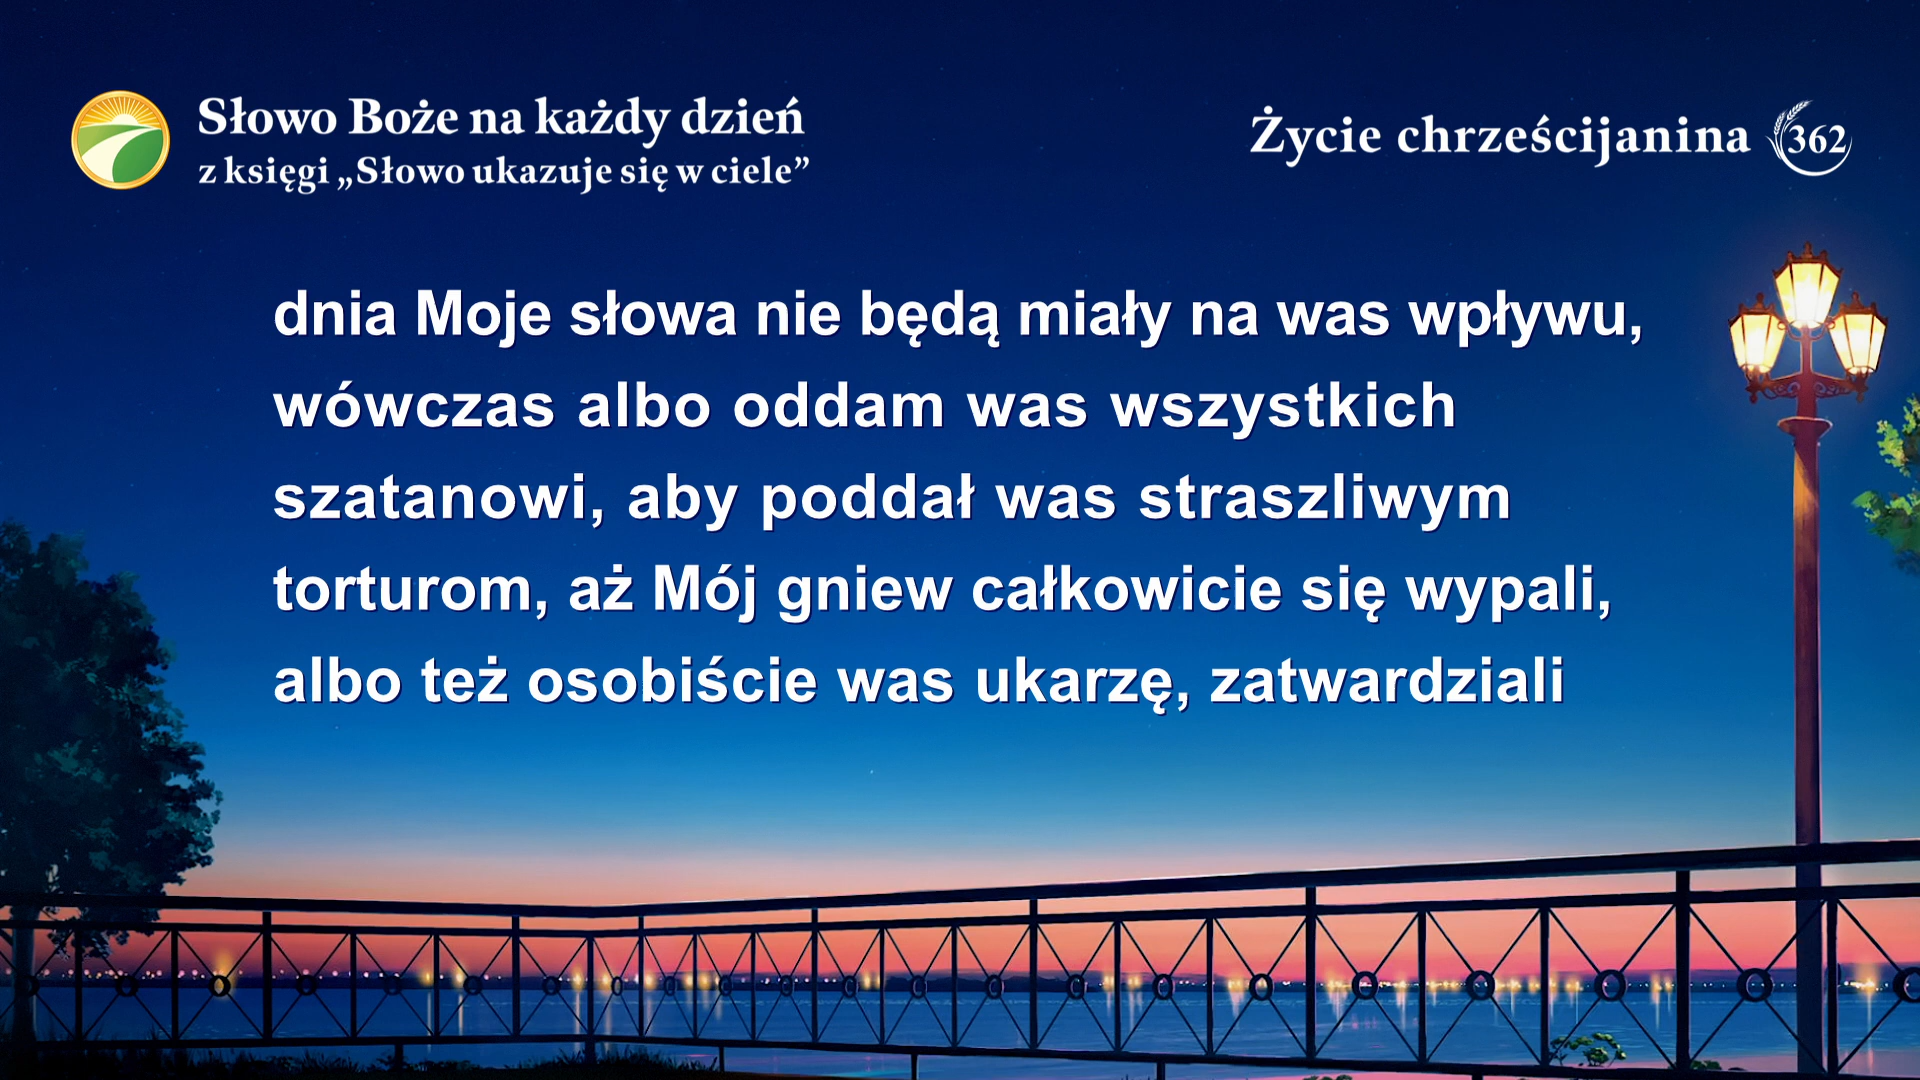 Słowo Boże na każdy dzień
z księgi „Słowo ukazuje się w ciele”
Życie chrześcijanina 362
dnia Moje słowa nie będą miały na was wpływu,
wówczas albo oddam was wszystkich
szatanowi, aby poddał was straszliwym
torturom, aż Mój gniew całkowicie się wypali,
albo też osobiście was ukarzę, zatwardziali